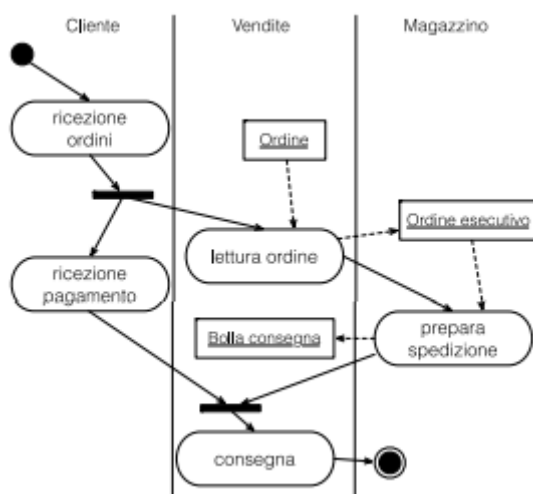 Cliente
Vendite
Magazzino
ricezione
ordini
Ordine
Ordine esecutivo
lettura ordine
ricezione
pagamento
Bolla consegna
prepara
spedizione
consegna